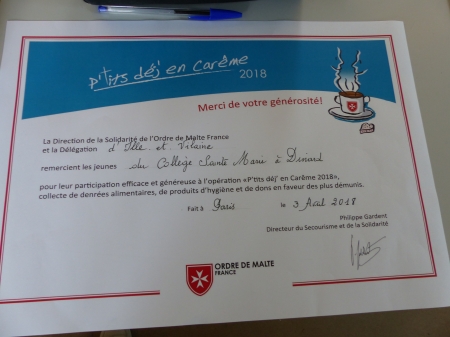 p'tits déj en carême 2018
Merci de votre générosité!
La Direction de la Solidarité de l'Ordre de Malte France
et la Délégation d'Ille et Vilaine
remercient les jeunes du Collège Sainte Marie à Dinard
pour leur participation efficace et généreuse à l'opération «P'tits déj' en Carême 2018»,
collecte de denrées alimentaires, de produits d'hygiène et de dons en faveur des plus démunis.
Fait à Paris le 3 Août 2018
Philippe Gardent
Directeur du Secourisme et de la Solidarité
ORDRE DE MALTE
FRANCE